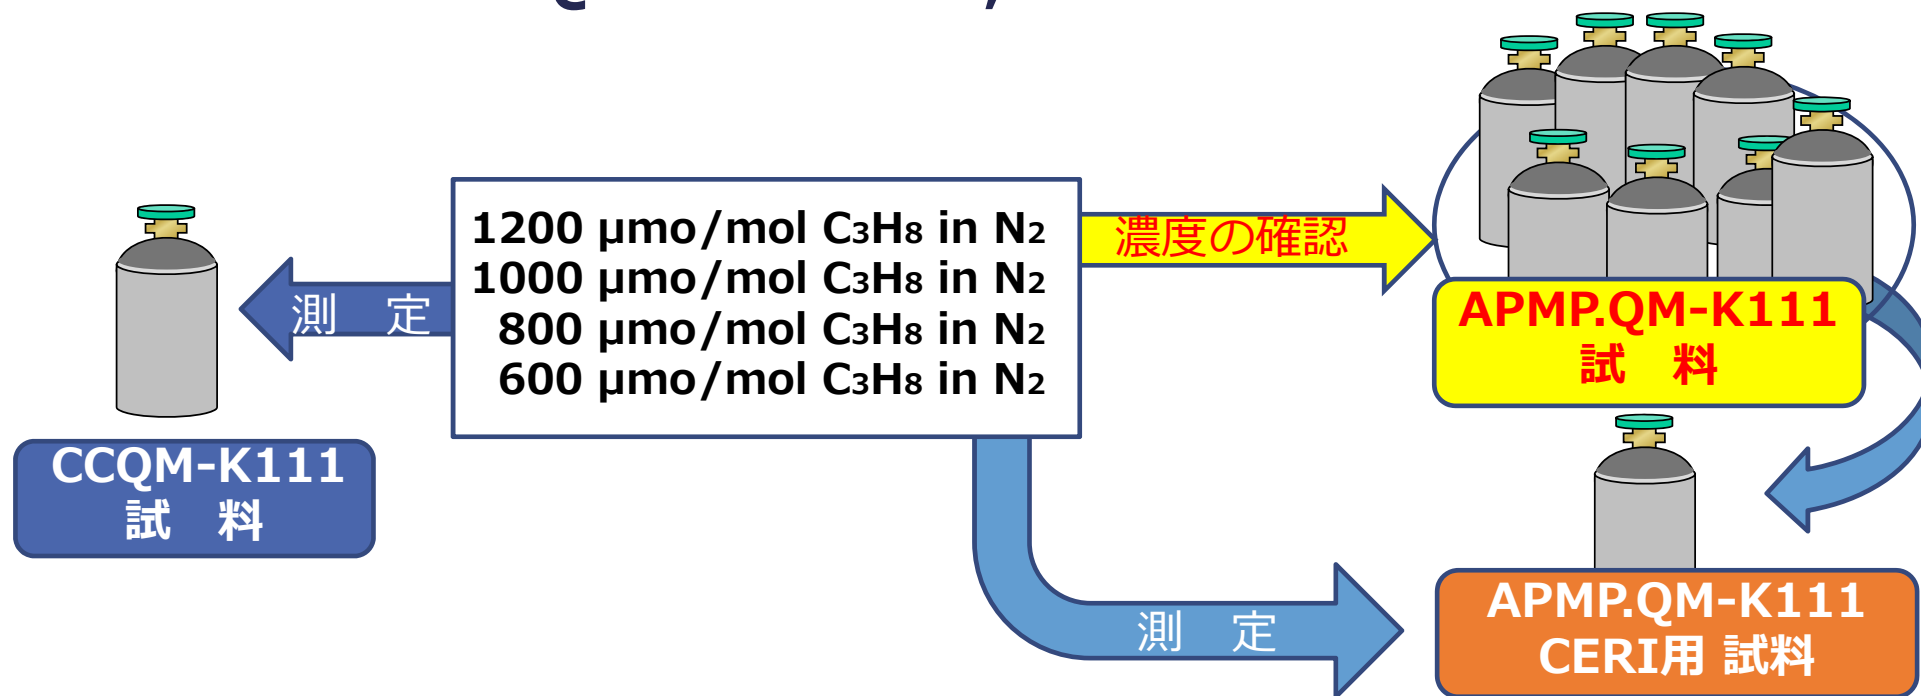 1200 μmo/mol C3H8 in N2
1000 μmo/mol C3H8 in N2
800 μmo/mol C3H8 in N2
600 μmo/mol C3H8 in N2
測　定
濃度の確認
APMP.QM-K111
試　料
CCQM-K111
試　料
測　定
APMP.QM-K111
CERI用 試料